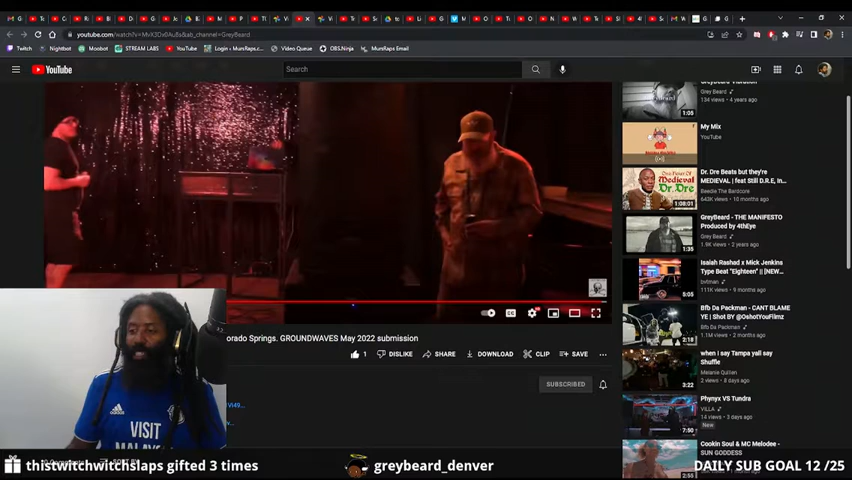 youtube.com/watch?v=MvX3Ox0Au8s&ab_channel=GreyBeard
Twitch
Nightbot
Moobot
STREAM LABS
YouTube
Login ‹ MursRaps.c...
Video Queue
OBS.Ninja
MursRaps Email
YouTube
Search
GreyBeard Vibration
Grey Beard
134 views • 4 years ago
1:05
My Mix
YouTube
Dr. Dre Beats but they're
MEDIEVAL | feat Still D.R.E, In...
Beedle The Bardcore
643K views • 10 months ago
1:08:01
GreyBeard - THE MANIFESTO
Produced by 4thEye
Grey Beard
1.9K views • 2 years ago
1:35
Isaiah Rashad x Mick Jenkins
Type Beat "Eighteen" || [NEW...
111K views • 9 months ago
5:05
Bfb Da Packman - CANT BLAME
YE | Shot BY @OshotYouFilmz
Bfb Da Packman
1.1M views • 2 months ago
2:18
when i say Tampa yall say
Shuffle
Melanie Quillen
2 views • 8 days ago
3:22
Phynyx VS Tundra
ViLLA
14 views • 3 days ago
New
7:50
Cookin Soul & MC Melodee -
SUN GODDESS
2:55
orado Springs. GROUNDWAVES May 2022 submission
1
DISLIKE
SHARE
DOWNLOAD
CLIP
SAVE
SUBSCRIBED
VISIT
MALAY
thistwitchwitchslaps gifted 3 times
greybeard_denver
DAILY SUB GOAL 12 /25